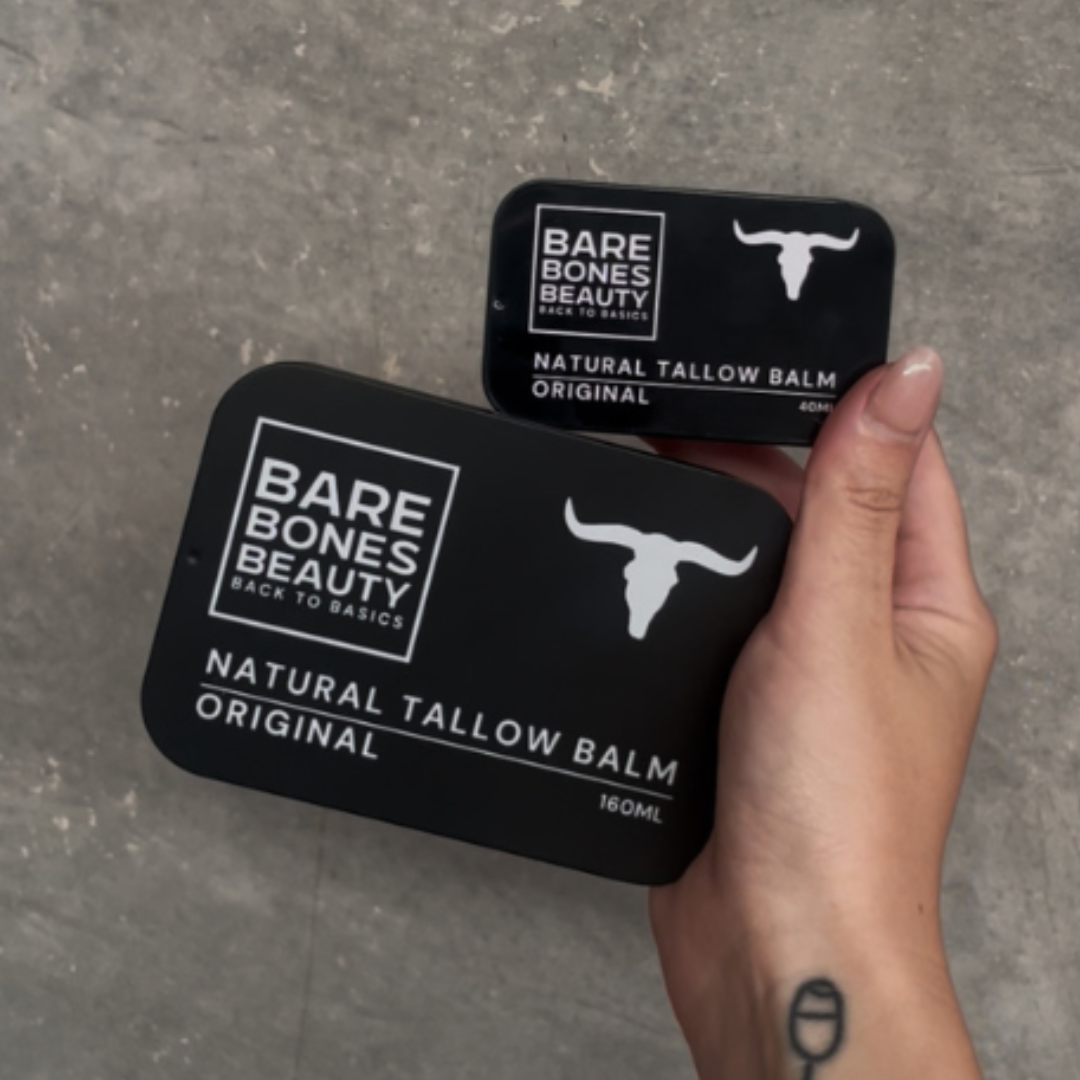 BARE
BONES
BEAUTY
BACK TO BASICS
NATURAL TALLOW BALM
ORIGINAL
40ML
BARE
BONES
BEAUTY
BACK TO BASICS
NATURAL TALLOW BALM
ORIGINAL
160ML